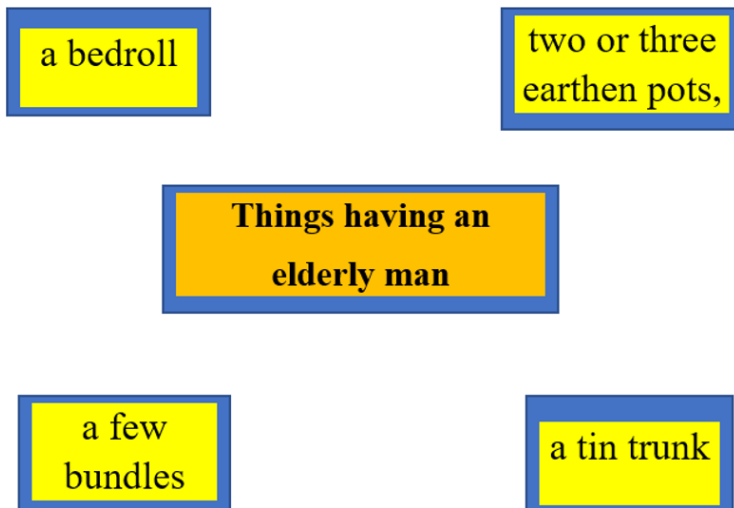 a bedroll
two or three
earthen pots,
Things having an
elderly man
a few
bundles
a tin trunk